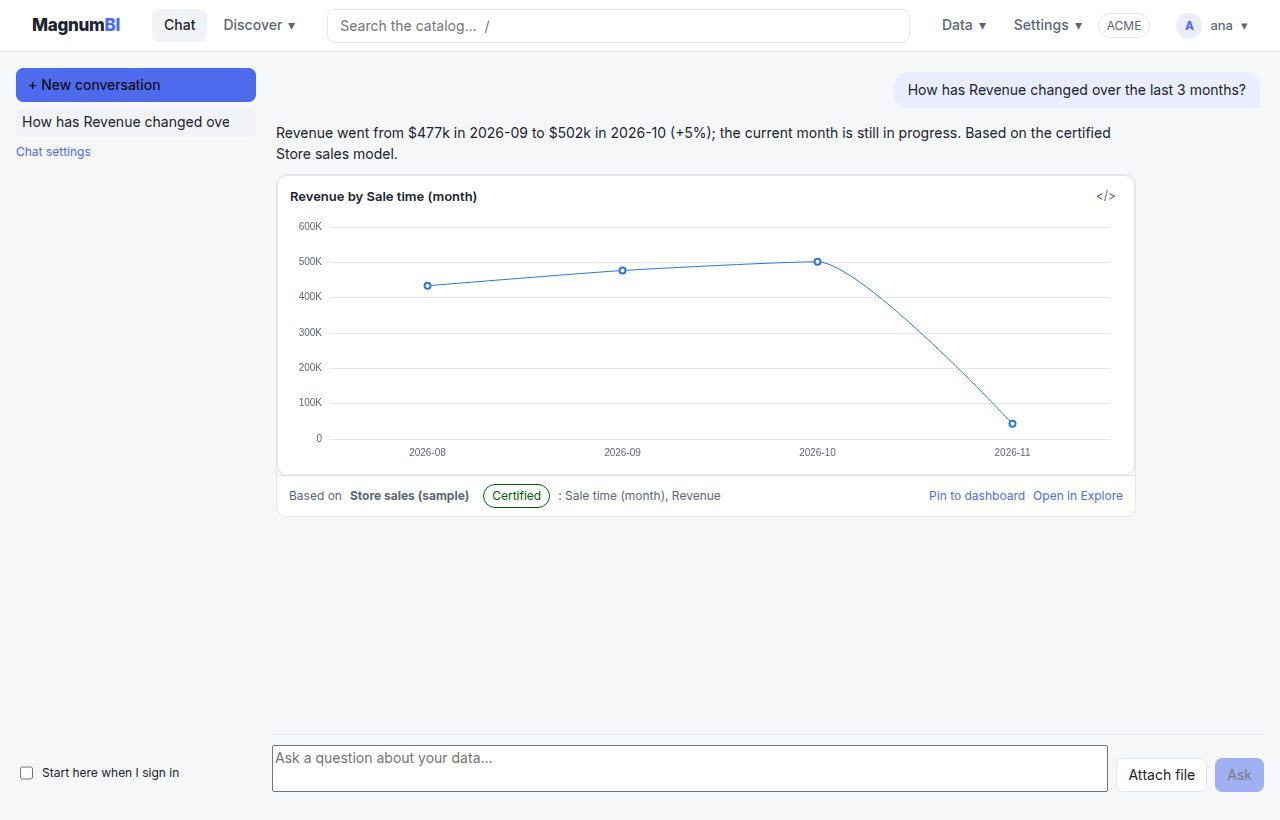 MagnumBI
Chat
Discover ▾
Search the catalog... /
Data ▾
Settings ▾
ACME
A
ana ▾
+ New conversation
How has Revenue changed ove
Chat settings
How has Revenue changed over the last 3 months?
Revenue went from $477k in 2026-09 to $502k in 2026-10 (+5%); the current month is still in progress. Based on the certified
Store sales model.
Revenue by Sale time (month)
</>
600K
500K
400K
300K
200K
100K
0
2026-08
2026-09
2026-10
2026-11
Based on Store sales (sample) Certified : Sale time (month), Revenue
Pin to dashboard
Open in Explore
Start here when I sign in
Ask a question about your data...
Attach file
Ask